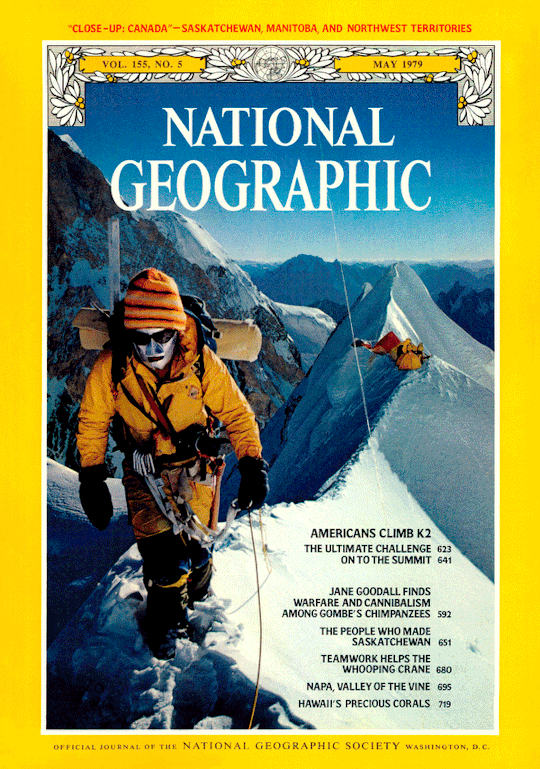 "CLOSE-UP: CANADA"—SASKATCHEWAN, MANITOBA, AND NORTHWEST TERRITORIES
VOL. 155, NO. 5
MAY 1979
NATIONAL
GEOGRAPHIC
AMERICANS CLIMB K2
THE ULTIMATE CHALLENGE 623
ON TO THE SUMMIT 641
JANE GOODALL FINDS
WARFARE AND CANNIBALISM
AMONG GOMBE'S CHIMPANZEES 592
THE PEOPLE WHO MADE
SASKATCHEWAN 651
TEAMWORK HELPS THE
WHOOPING CRANE 680
NAPA, VALLEY OF THE VINE 695
HAWAII'S PRECIOUS CORALS 719
OFFICIAL JOURNAL OF THE NATIONAL GEOGRAPHIC SOCIETY WASHINGTON, D.C.